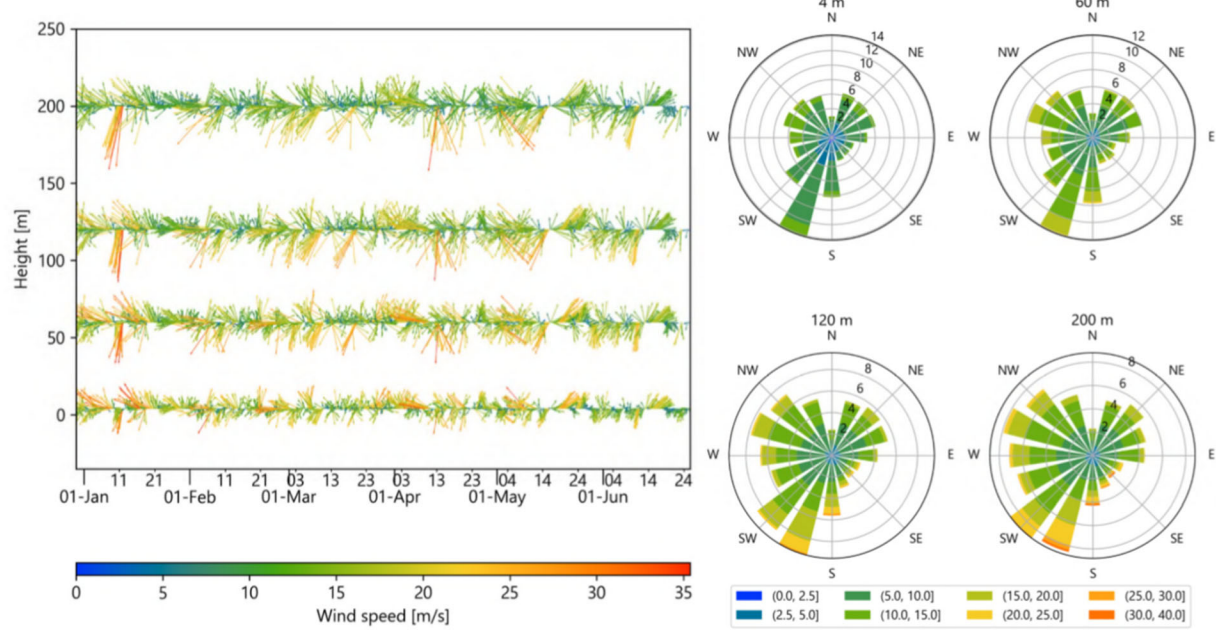 250
200
150
100
50
0
Height [m]
11 21 11 21 03 13 23 03 13 23 04 14 24 04 14 24
01-Jan 01-Feb 01-Mar 01-Apr 01-May 01-Jun
0 5 10 15 20 25 30 35
Wind speed [m/s]
4 m
N
NW NE
14
12
10
8
6
4
2
W E
SW SE
S
60 m
N
NW NE
12
10
8
6
4
2
W E
SW SE
S
120 m
N
NW NE
8
6
4
2
W E
SW SE
S
200 m
N
NW NE
8
6
4
2
W E
SW SE
S
(0.0, 2.5] (5.0, 10.0] (15.0, 20.0] (25.0, 30.0]
(2.5, 5.0] (10.0, 15.0] (20.0, 25.0] (30.0, 40.0]